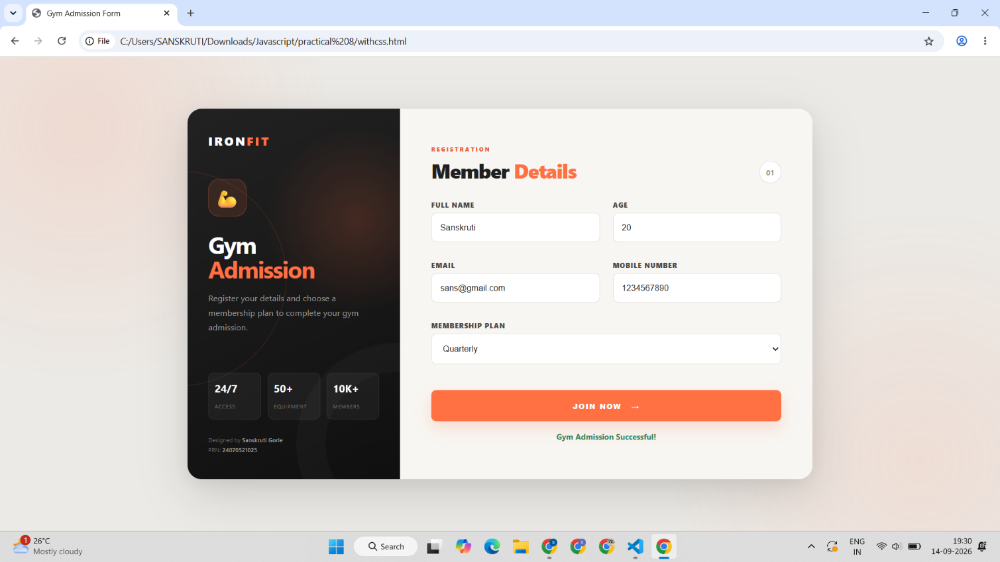 Gym Admission Form
File
C:/Users/SANSKRUTI/Downloads/Javascript/practical%208/withcss.html
IRONFIT
Gym
Admission
Register your details and choose a
membership plan to complete your gym
admission.
24/7
ACCESS
50+
EQUIPMENT
10K+
MEMBERS
Designed by Sanskruti Gorle
PRN: 24070521025
REGISTRATION
Member Details
01
FULL NAME
Sanskruti
AGE
20
EMAIL
sans@gmail.com
MOBILE NUMBER
1234567890
MEMBERSHIP PLAN
Quarterly
JOIN NOW →
Gym Admission Successful!
1
26°C
Mostly cloudy
Search
ENG
IN
19:30
14-09-2026